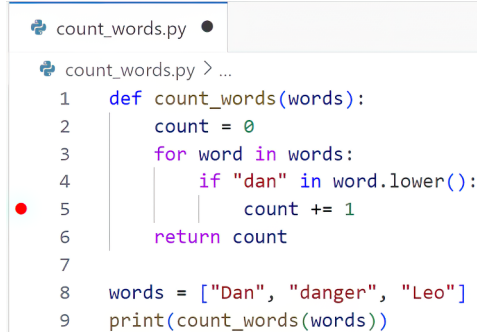 count_words.py
count_words.py > ...
1 def count_words(words):
2     count = 0
3     for word in words:
4         if "dan" in word.lower():
5             count += 1
6     return count
7
8 words = ["Dan", "danger", "Leo"]
9 print(count_words(words))